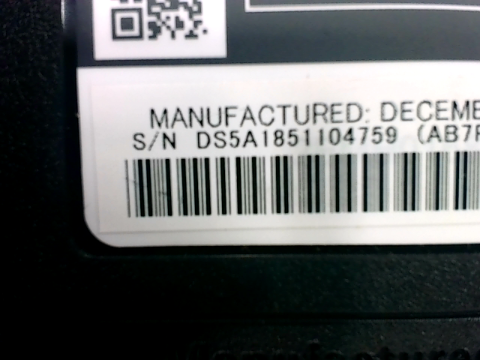 MANUFACTURED: DECEMB
S/N DS5A1851104759 (AB7